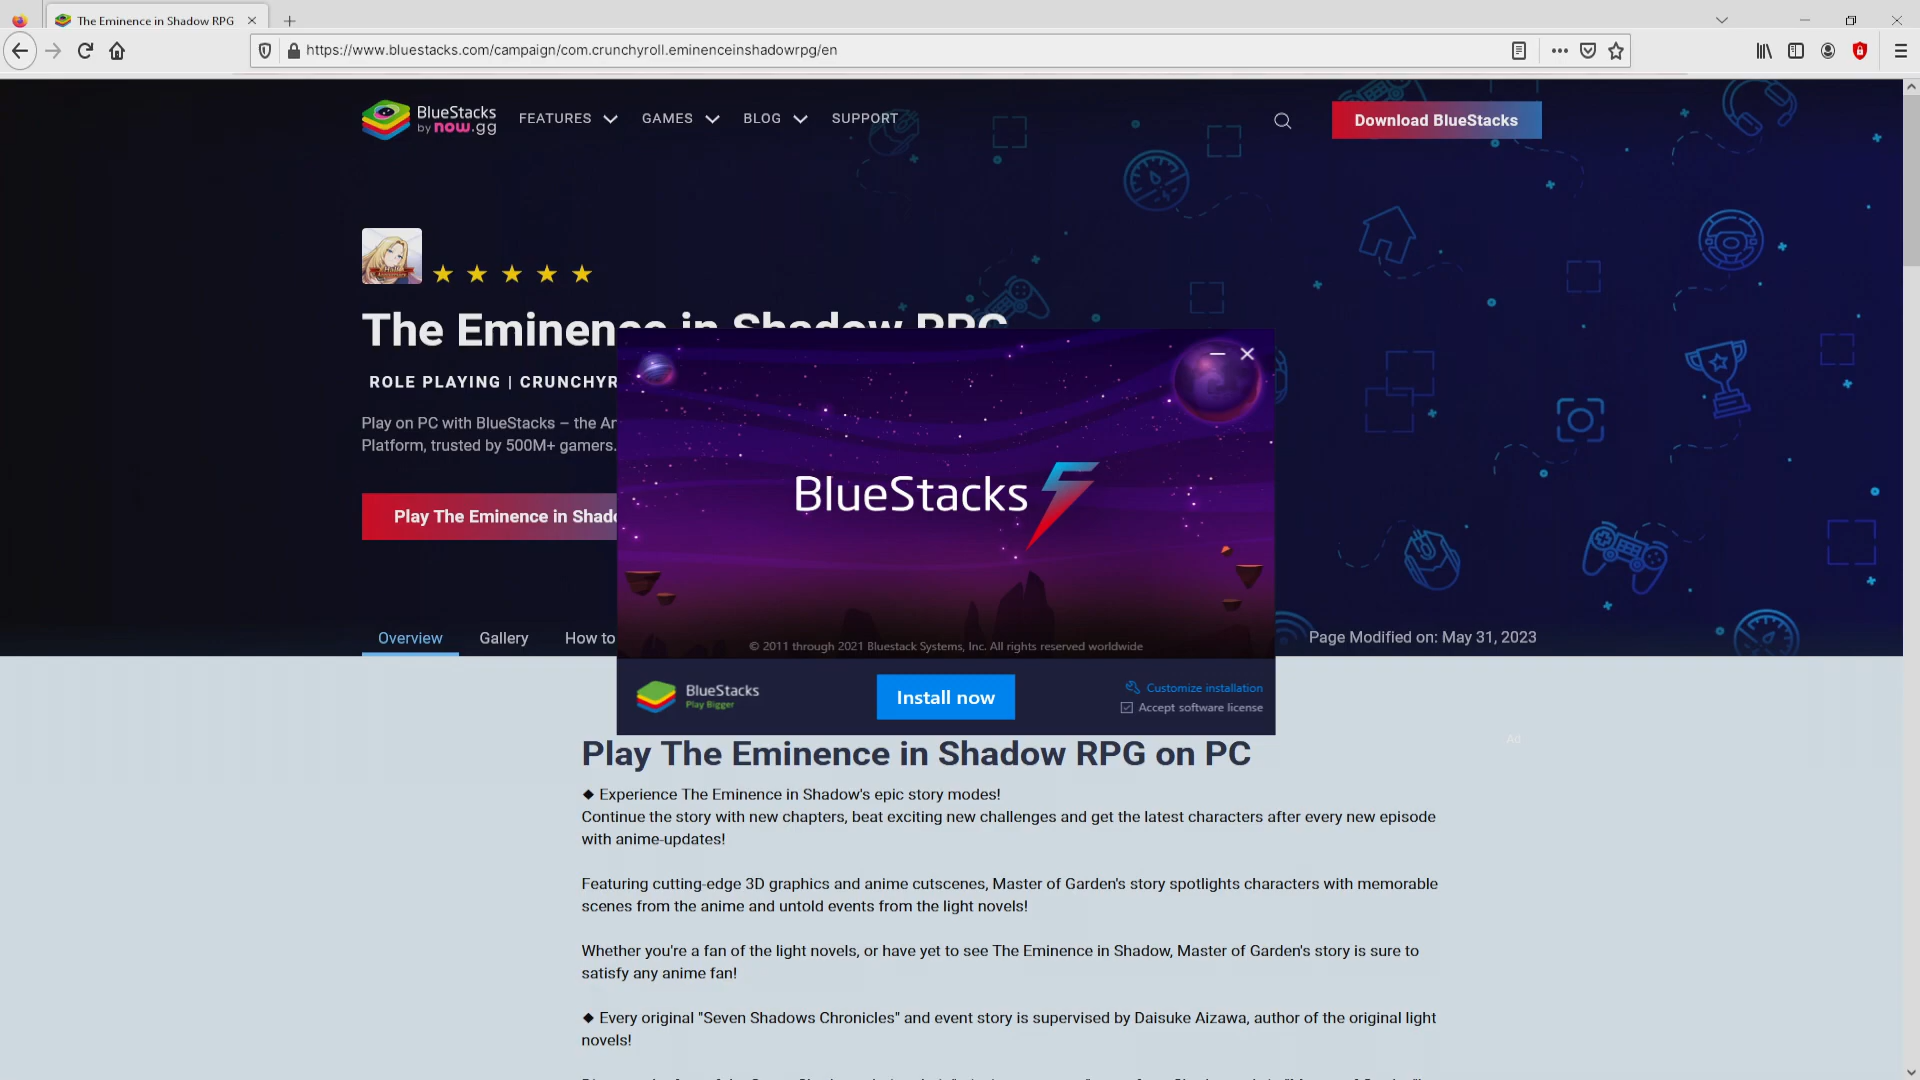 The Eminence in Shadow RPG
https://www.bluestacks.com/campaign/com.crunchyroll.eminenceinshadowrpg/en
BlueStacks
by now.gg
FEATURES
GAMES
BLOG
SUPPORT
Download BlueStacks
The Eminence in Shadow RPG
ROLE PLAYING | CRUNCHYR
Play on PC with BlueStacks – the An
Platform, trusted by 500M+ gamers.
Play The Eminence in Shado
BlueStacks 5
© 2011 through 2021 Bluestack Systems, Inc. All rights reserved worldwide
BlueStacks
Play Bigger
Install now
Customize installation
Accept software license
Overview
Gallery
How to
Page Modified on: May 31, 2023
Ad
Play The Eminence in Shadow RPG on PC
◆ Experience The Eminence in Shadow's epic story modes!
Continue the story with new chapters, beat exciting new challenges and get the latest characters after every new episode
with anime-updates!
Featuring cutting-edge 3D graphics and anime cutscenes, Master of Garden's story spotlights characters with memorable
scenes from the anime and untold events from the light novels!
Whether you're a fan of the light novels, or have yet to see The Eminence in Shadow, Master of Garden's story is sure to
satisfy any anime fan!
◆ Every original "Seven Shadows Chronicles" and event story is supervised by Daisuke Aizawa, author of the original light
novels!